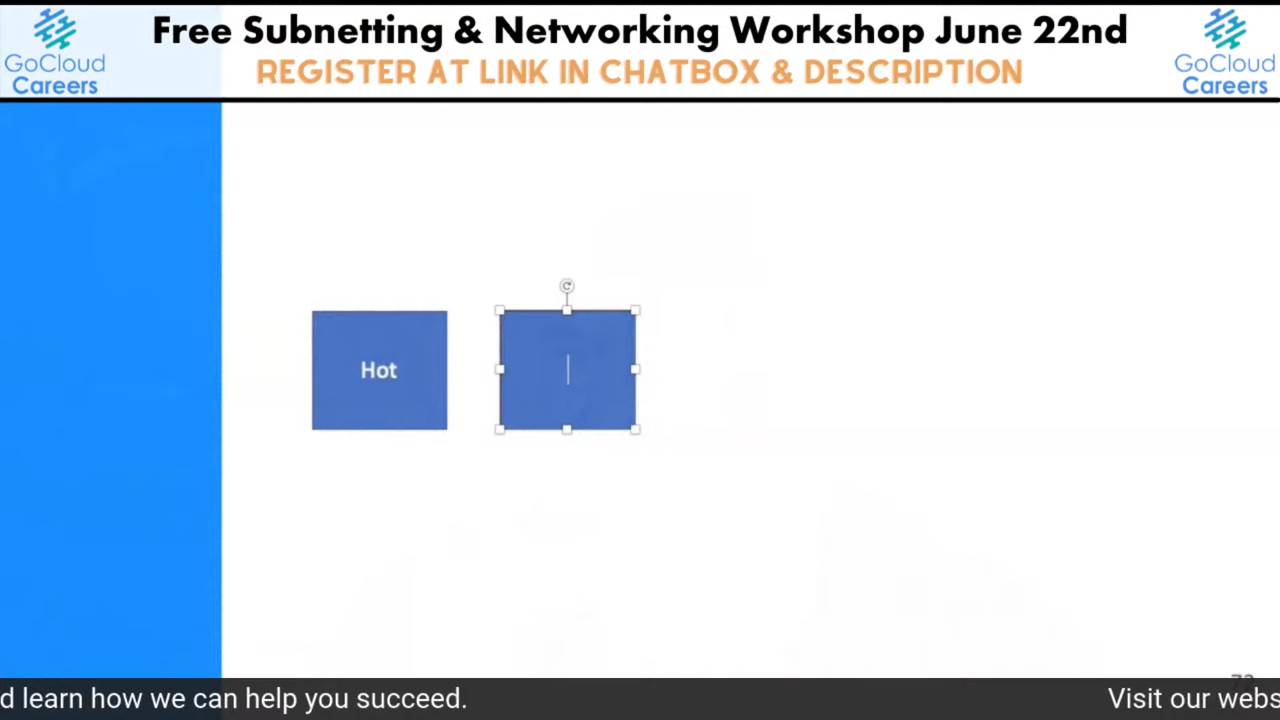 Free Subnetting & Networking Workshop June 22nd
REGISTER AT LINK IN CHATBOX & DESCRIPTION
GoCloud
Careers
GoCloud
Careers
Hot
d learn how we can help you succeed.
Visit our webs